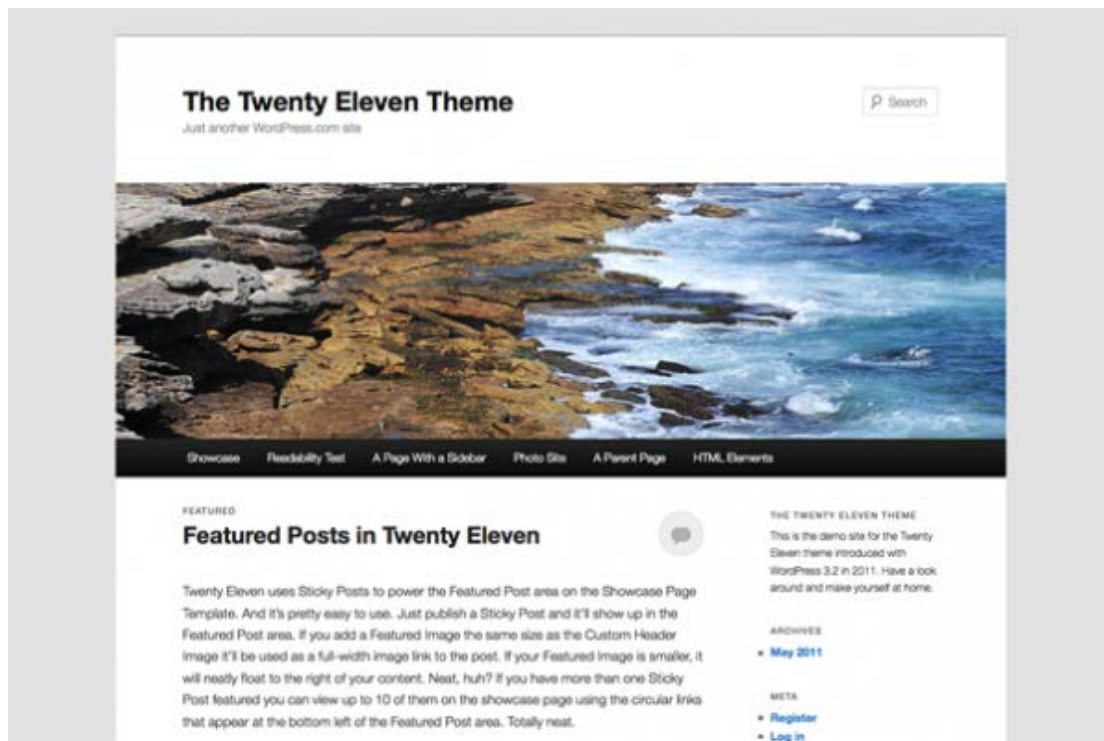 The Twenty Eleven Theme
Just another WordPress.com site
Search
Showcase Readability Test A Page With a Sidebar Photo Site A Parent Page HTML Elements
FEATURED
Featured Posts in Twenty Eleven
Twenty Eleven uses Sticky Posts to power the Featured Post area on the Showcase Page
Template. And it's pretty easy to use. Just publish a Sticky Post and it'll show up in the
Featured Post area. If you add a Featured Image the same size as the Custom Header
Image it'll be used as a full-width image link to the post. If your Featured Image is smaller, it
will neatly float to the right of your content. Neat, huh? If you have more than one Sticky
Post featured you can view up to 10 of them on the showcase page using the circular links
that appear at the bottom left of the Featured Post area. Totally neat.
THE TWENTY ELEVEN THEME
This is the demo site for the Twenty
Eleven theme introduced with
WordPress 3.2 in 2011. Have a look
around and make yourself at home.
ARCHIVES
May 2011
META
Register
Log in